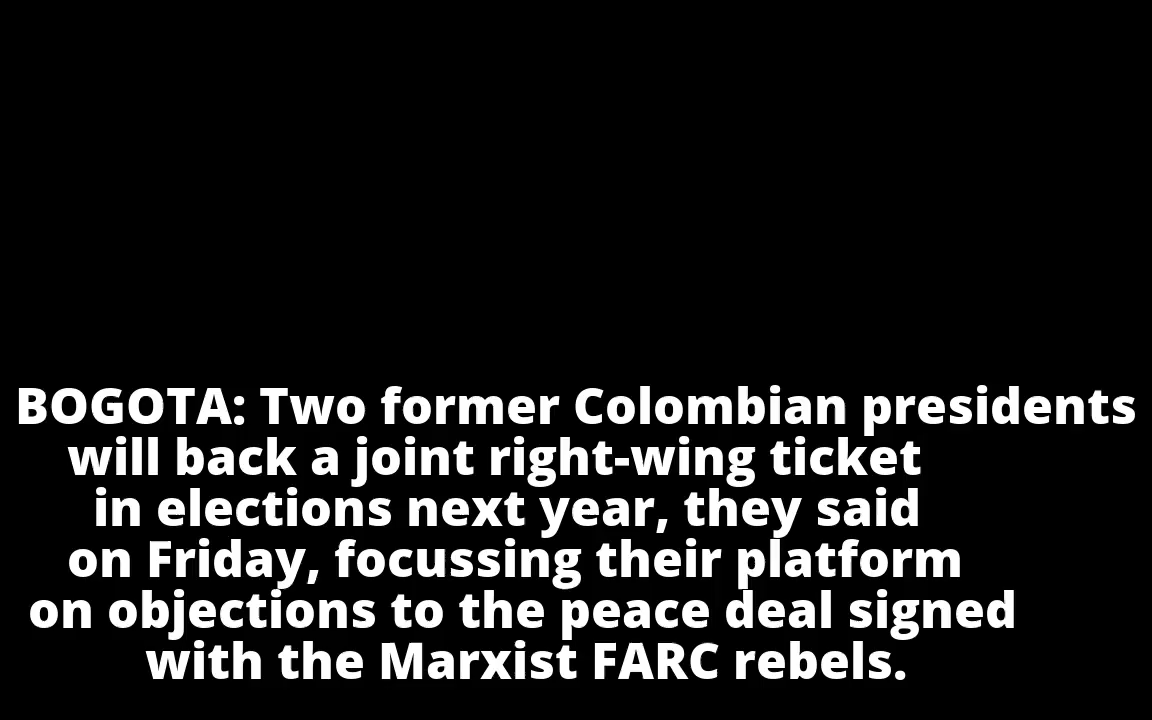 BOGOTA: Two former Colombian presidents
will back a joint right-wing ticket
in elections next year, they said
on Friday, focussing their platform
on objections to the peace deal signed
with the Marxist FARC rebels.